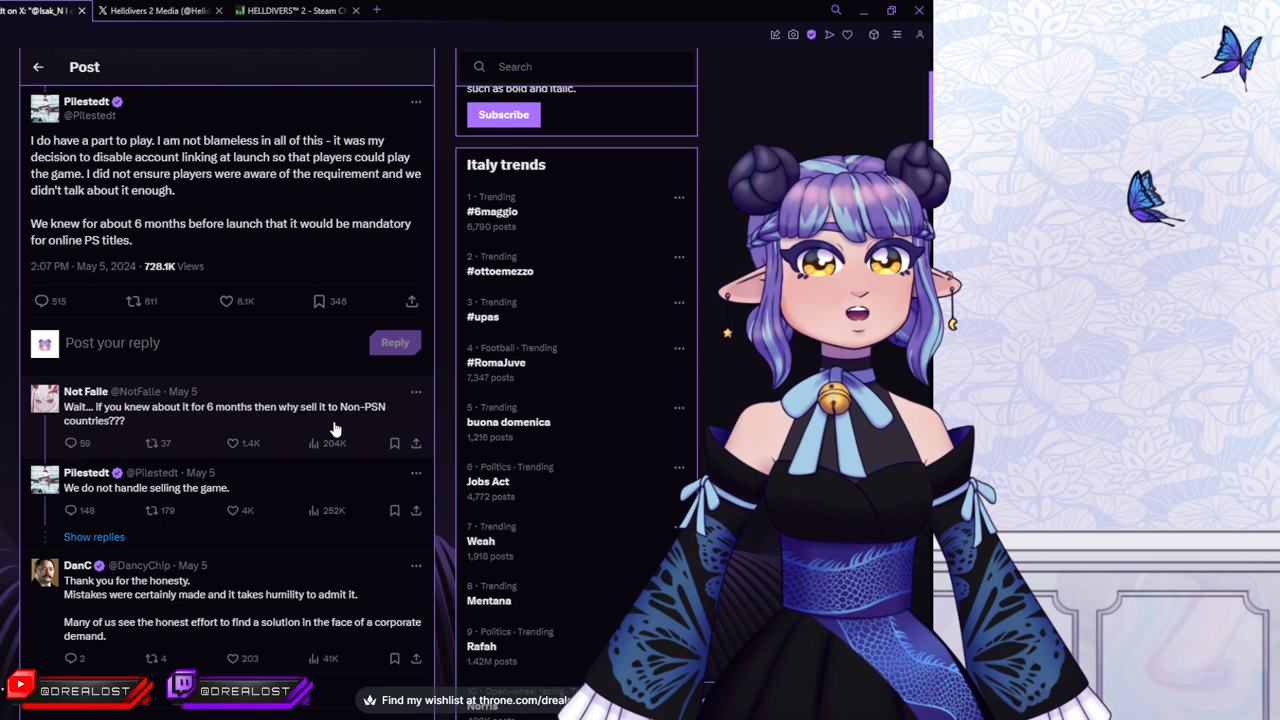 dt on X: "@Isak_N I
Helldivers 2 Media (@Hell
HELLDIVERS™ 2 - Steam C
Post
Pilestedt
@Pilestedt
I do have a part to play. I am not blameless in all of this - it was my
decision to disable account linking at launch so that players could play
the game. I did not ensure players were aware of the requirement and we
didn't talk about it enough.
We knew for about 6 months before launch that it would be mandatory
for online PS titles.
2:07 PM · May 5, 2024 · 728.1K Views
515
611
6.1K
346
Post your reply
Reply
Not Falle @NotFalle · May 5
Wait... if you knew about it for 6 months then why sell it to Non-PSN
countries???
59
37
1.4K
204K
Pilestedt @Pilestedt · May 5
We do not handle selling the game.
148
179
4K
252K
Show replies
DanC @DancyChip · May 5
Thank you for the honesty.
Mistakes were certainly made and it takes humility to admit it.
Many of us see the honest effort to find a solution in the face of a corporate
demand.
2
4
203
41K
Search
such as bold and italic.
Subscribe
Italy trends
1 · Trending
#6maggio
6,790 posts
2 · Trending
#ottoemezzo
3 · Trending
#upas
4 · Football · Trending
#RomaJuve
7,347 posts
5 · Trending
buona domenica
1,216 posts
6 · Politics · Trending
Jobs Act
4,772 posts
7 · Trending
Weah
1,918 posts
8 · Trending
Mentana
9 · Politics · Trending
Rafah
1.42M posts
10 · Open-wheel racing
Norris
@DREALOST
@DREALOST
Find my wishlist at throne.com/dreal